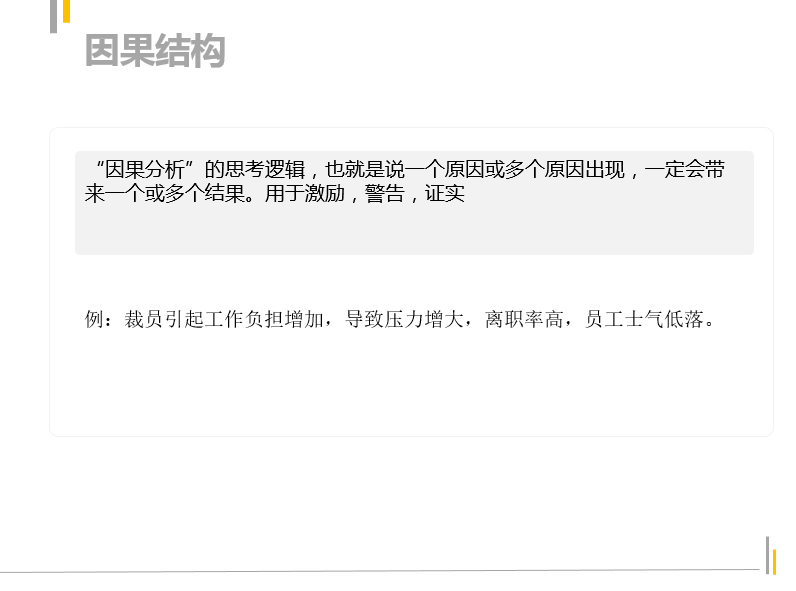 因果结构
“因果分析”的思考逻辑，也就是说一个原因或多个原因出现，一定会带
来一个或多个结果。用于激励，警告，证实
例：裁员引起工作负担增加，导致压力增大，离职率高，员工士气低落。